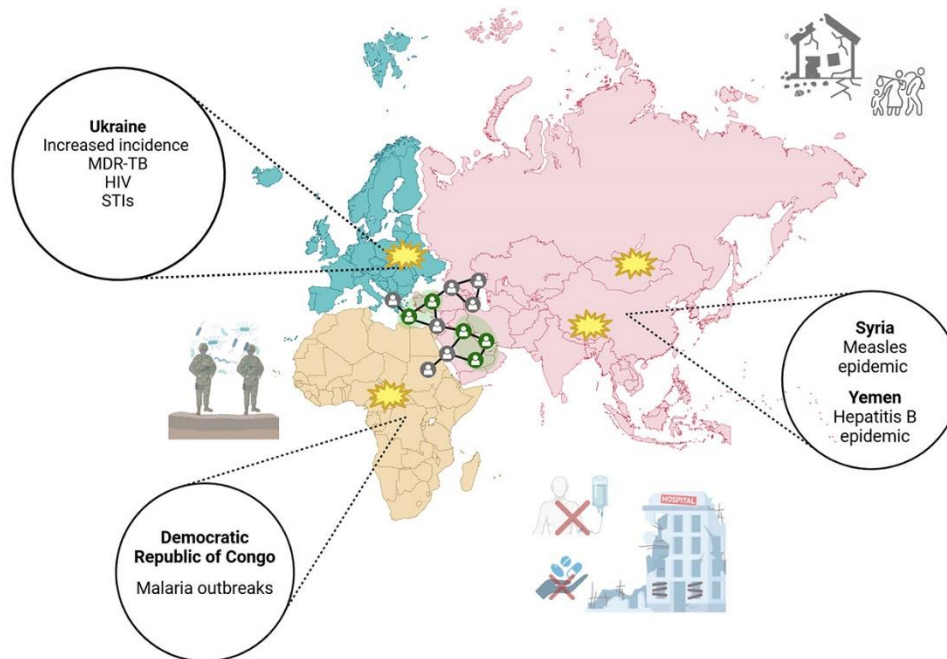 Ukraine
Increased incidence
MDR-TB
HIV
STIs
HOSPITAL
Syria
Measles
epidemic
Yemen
Hepatitis B
epidemic
Democratic
Republic of Congo
Malaria outbreaks